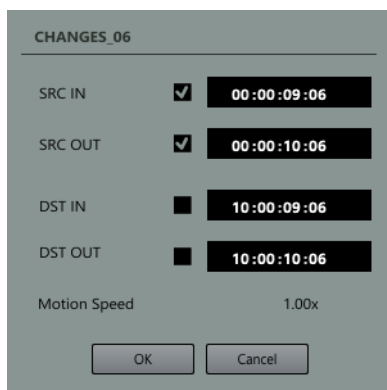 CHANGES_06
SRC IN 00:00:09:06
SRC OUT 00:00:10:06
DST IN 10:00:09:06
DST OUT 10:00:10:06
Motion Speed 1.00x
OK Cancel